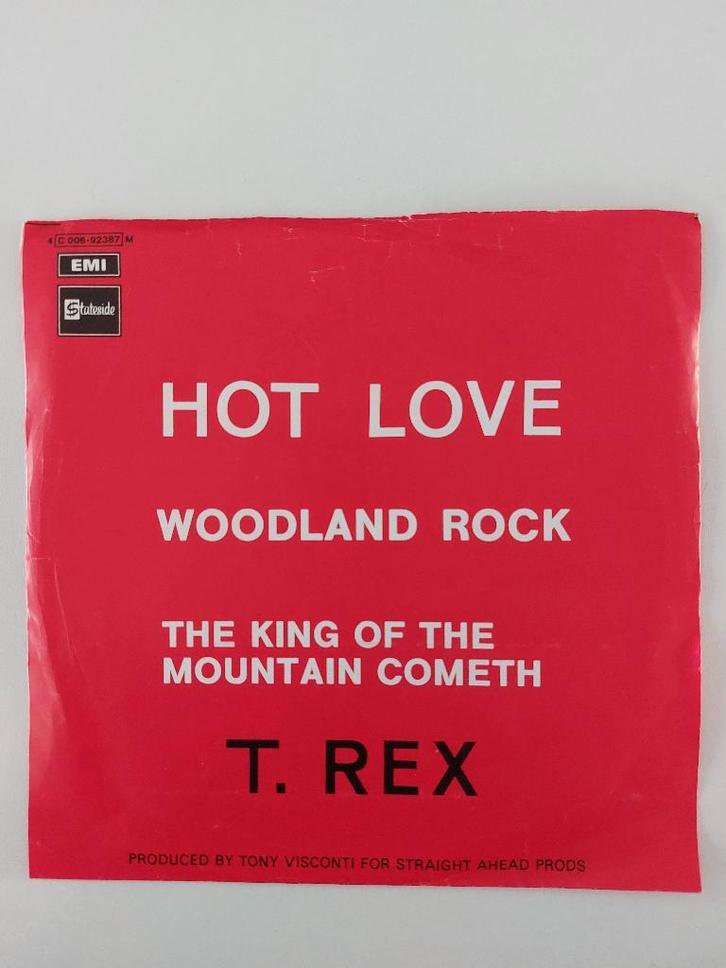 4 C 006-92387 M
EMI
Stateside
HOT LOVE
WOODLAND ROCK
THE KING OF THE
MOUNTAIN COMETH
T. REX
PRODUCED BY TONY VISCONTI FOR STRAIGHT AHEAD PRODS